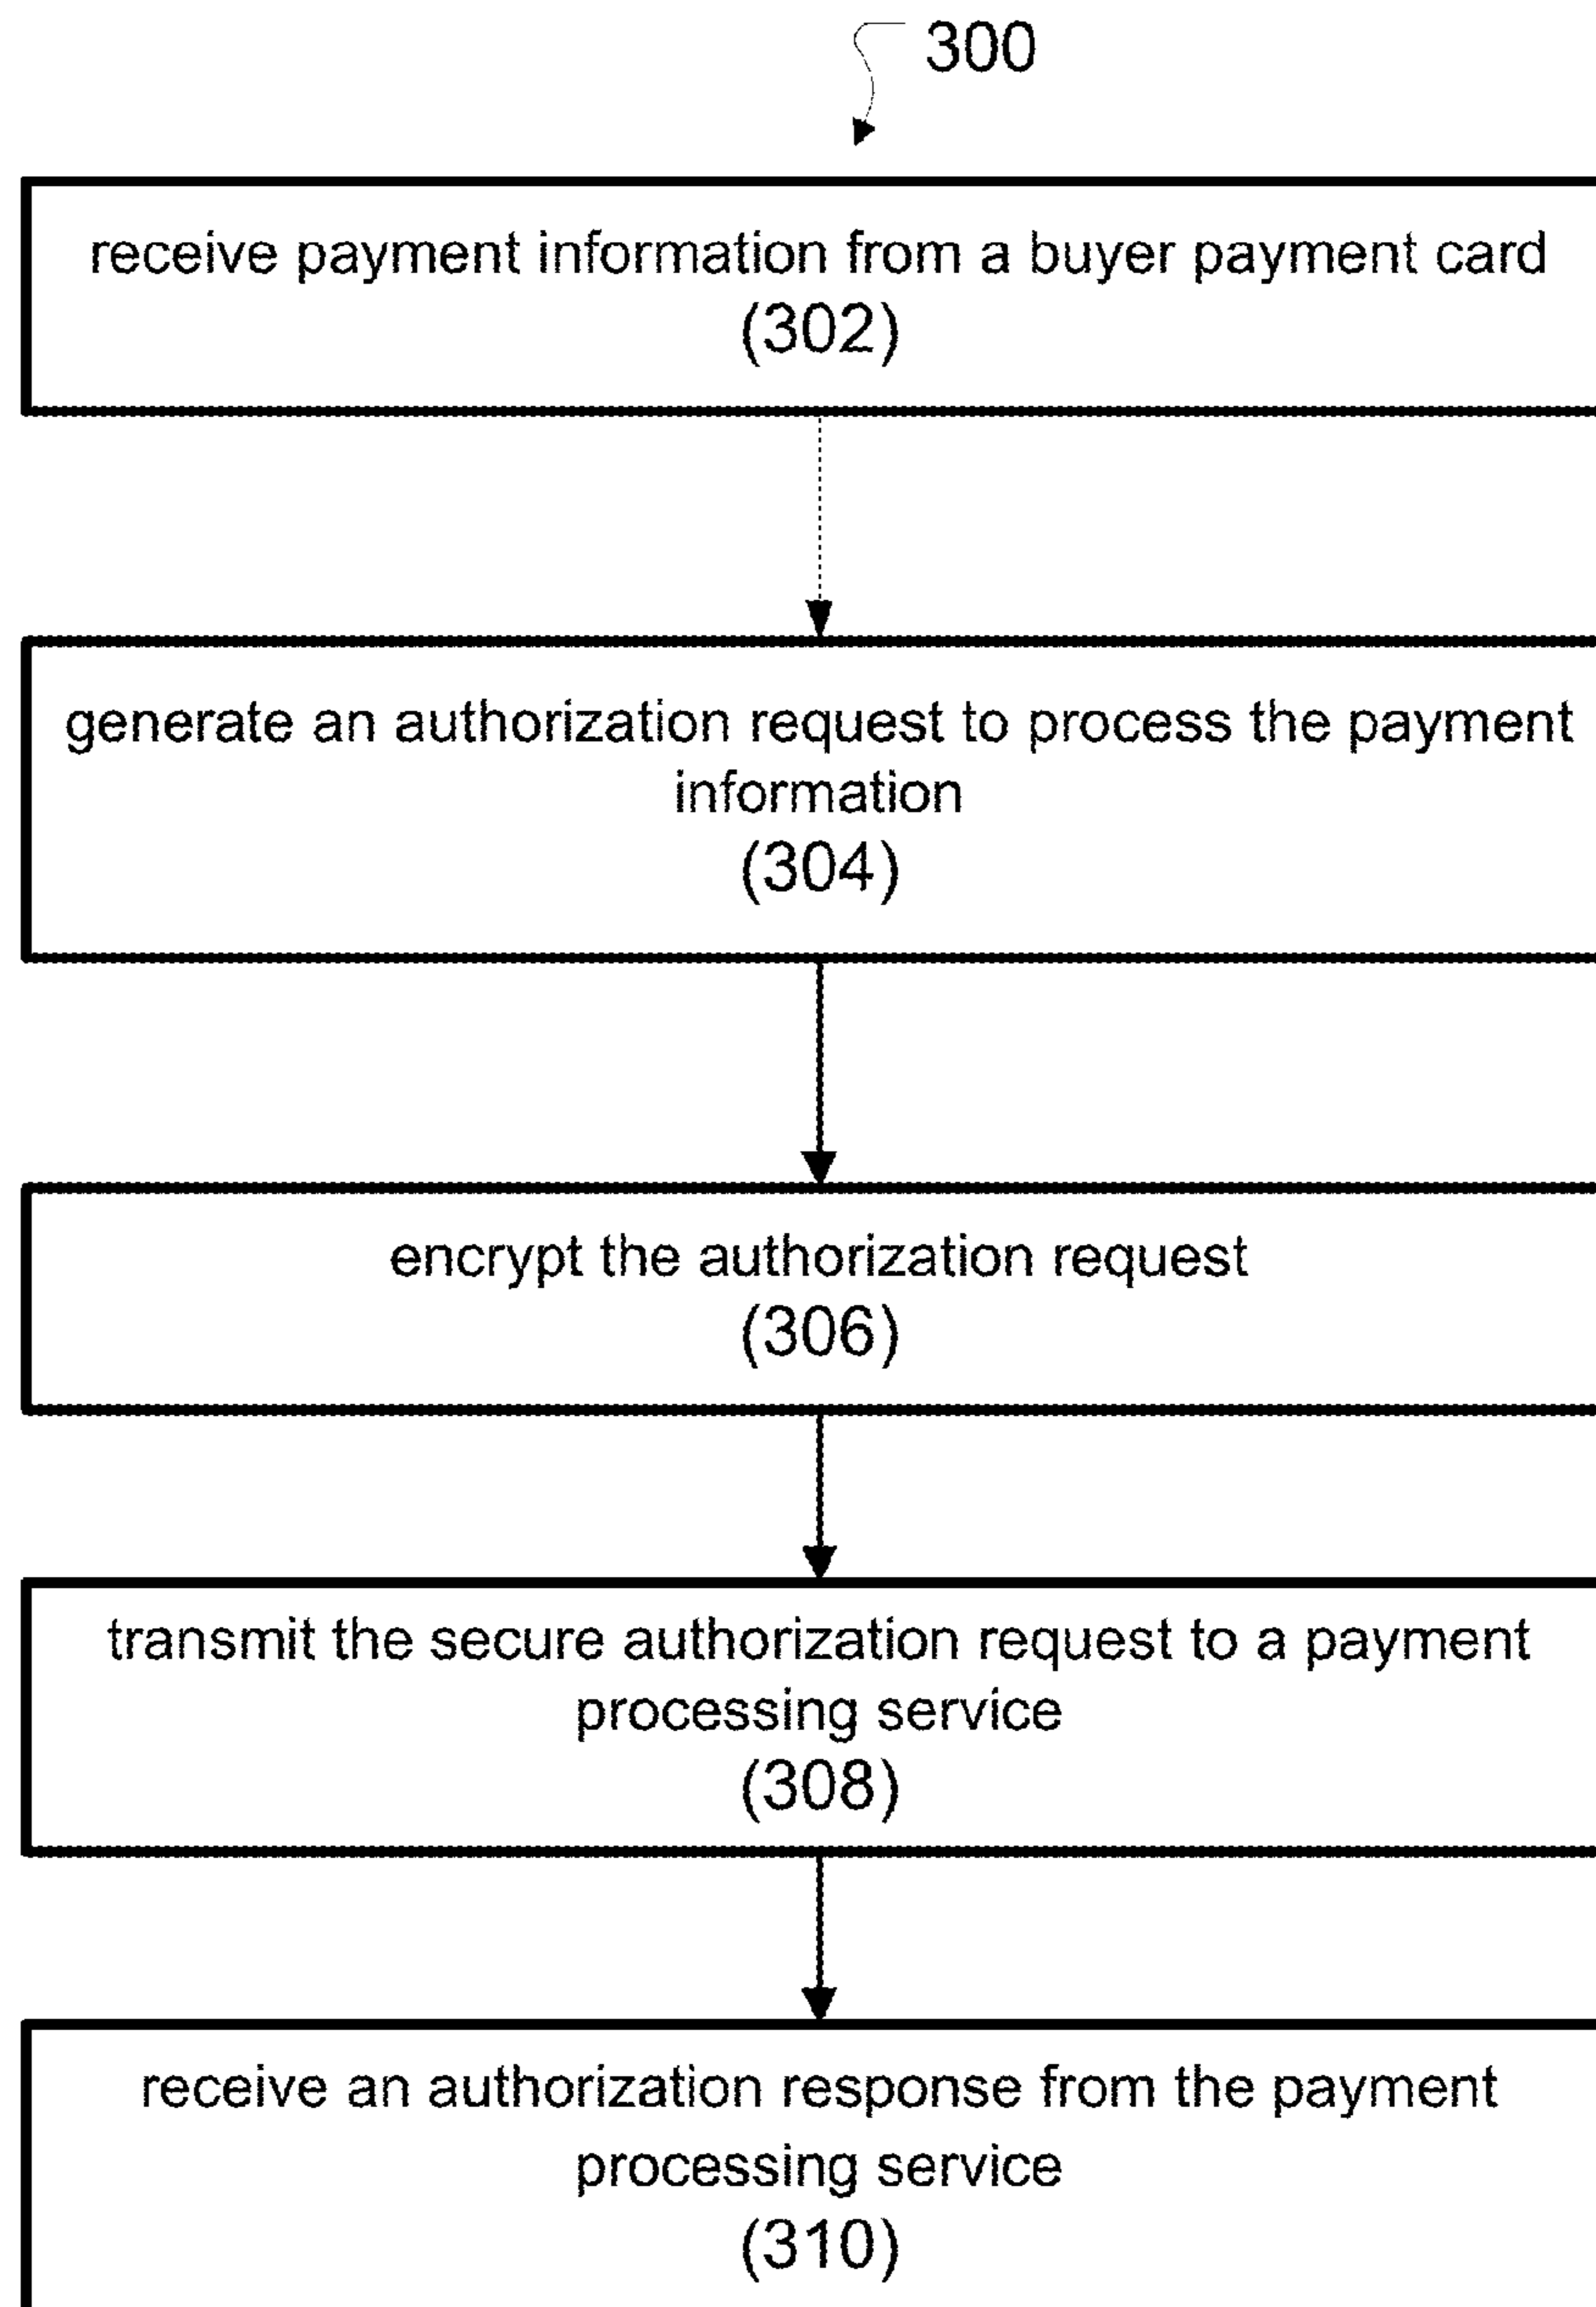 300
receive payment information from a buyer payment card
(302)
generate an authorization request to process the payment
information
(304)
encrypt the authorization request
(306)
transmit the secure authorization request to a payment
processing service
(308)
receive an authorization response from the payment
processing service
(310)